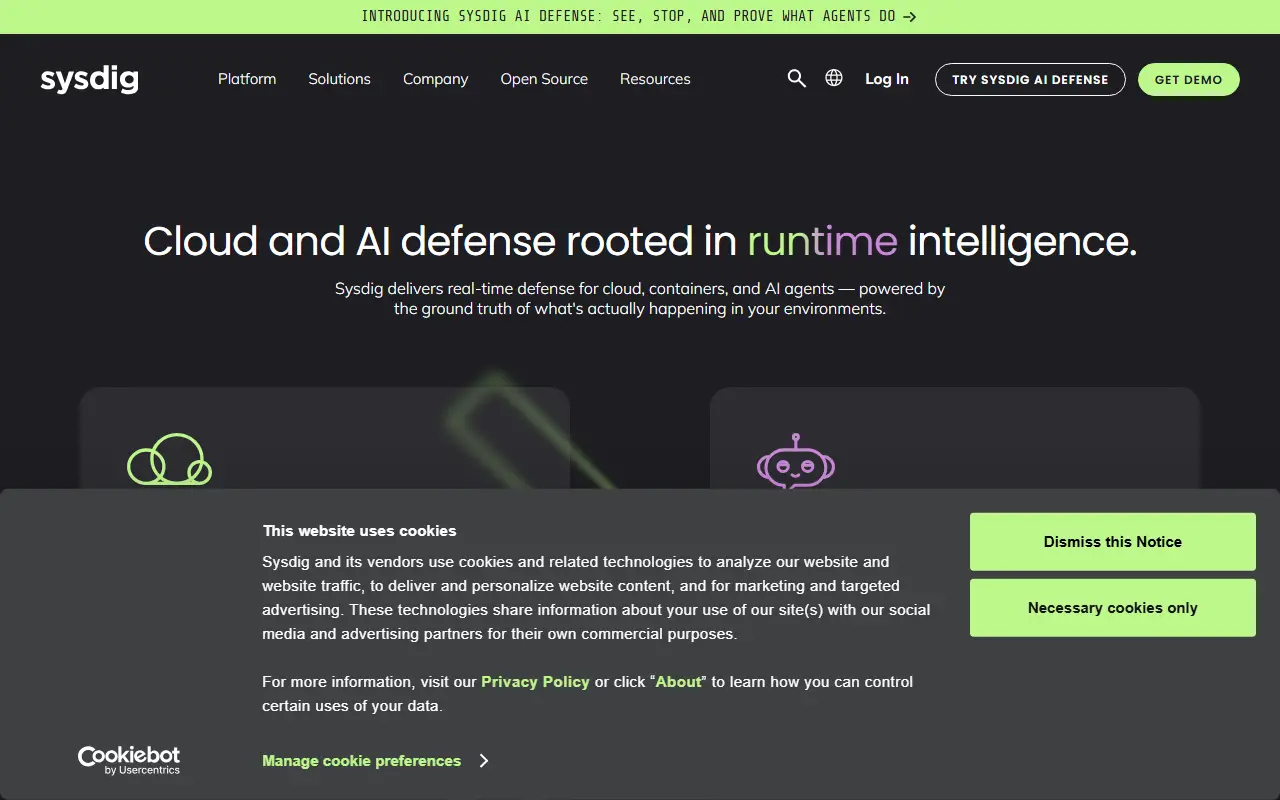 INTRODUCING SYSDIG AI DEFENSE: SEE, STOP, AND PROVE WHAT AGENTS DO →
sysdig
Platform Solutions Company Open Source Resources Log In TRY SYSDIG AI DEFENSE GET DEMO
Cloud and AI defense rooted in runtime intelligence.
Sysdig delivers real-time defense for cloud, containers, and AI agents — powered by
the ground truth of what's actually happening in your environments.
This website uses cookies
Sysdig and its vendors use cookies and related technologies to analyze our website and
website traffic, to deliver and personalize website content, and for marketing and targeted
advertising. These technologies share information about your use of our site(s) with our social
media and advertising partners for their own commercial purposes.
For more information, visit our Privacy Policy or click “About” to learn how you can control
certain uses of your data.
Manage cookie preferences
Dismiss this Notice
Necessary cookies only
Cookiebot
by Usercentrics